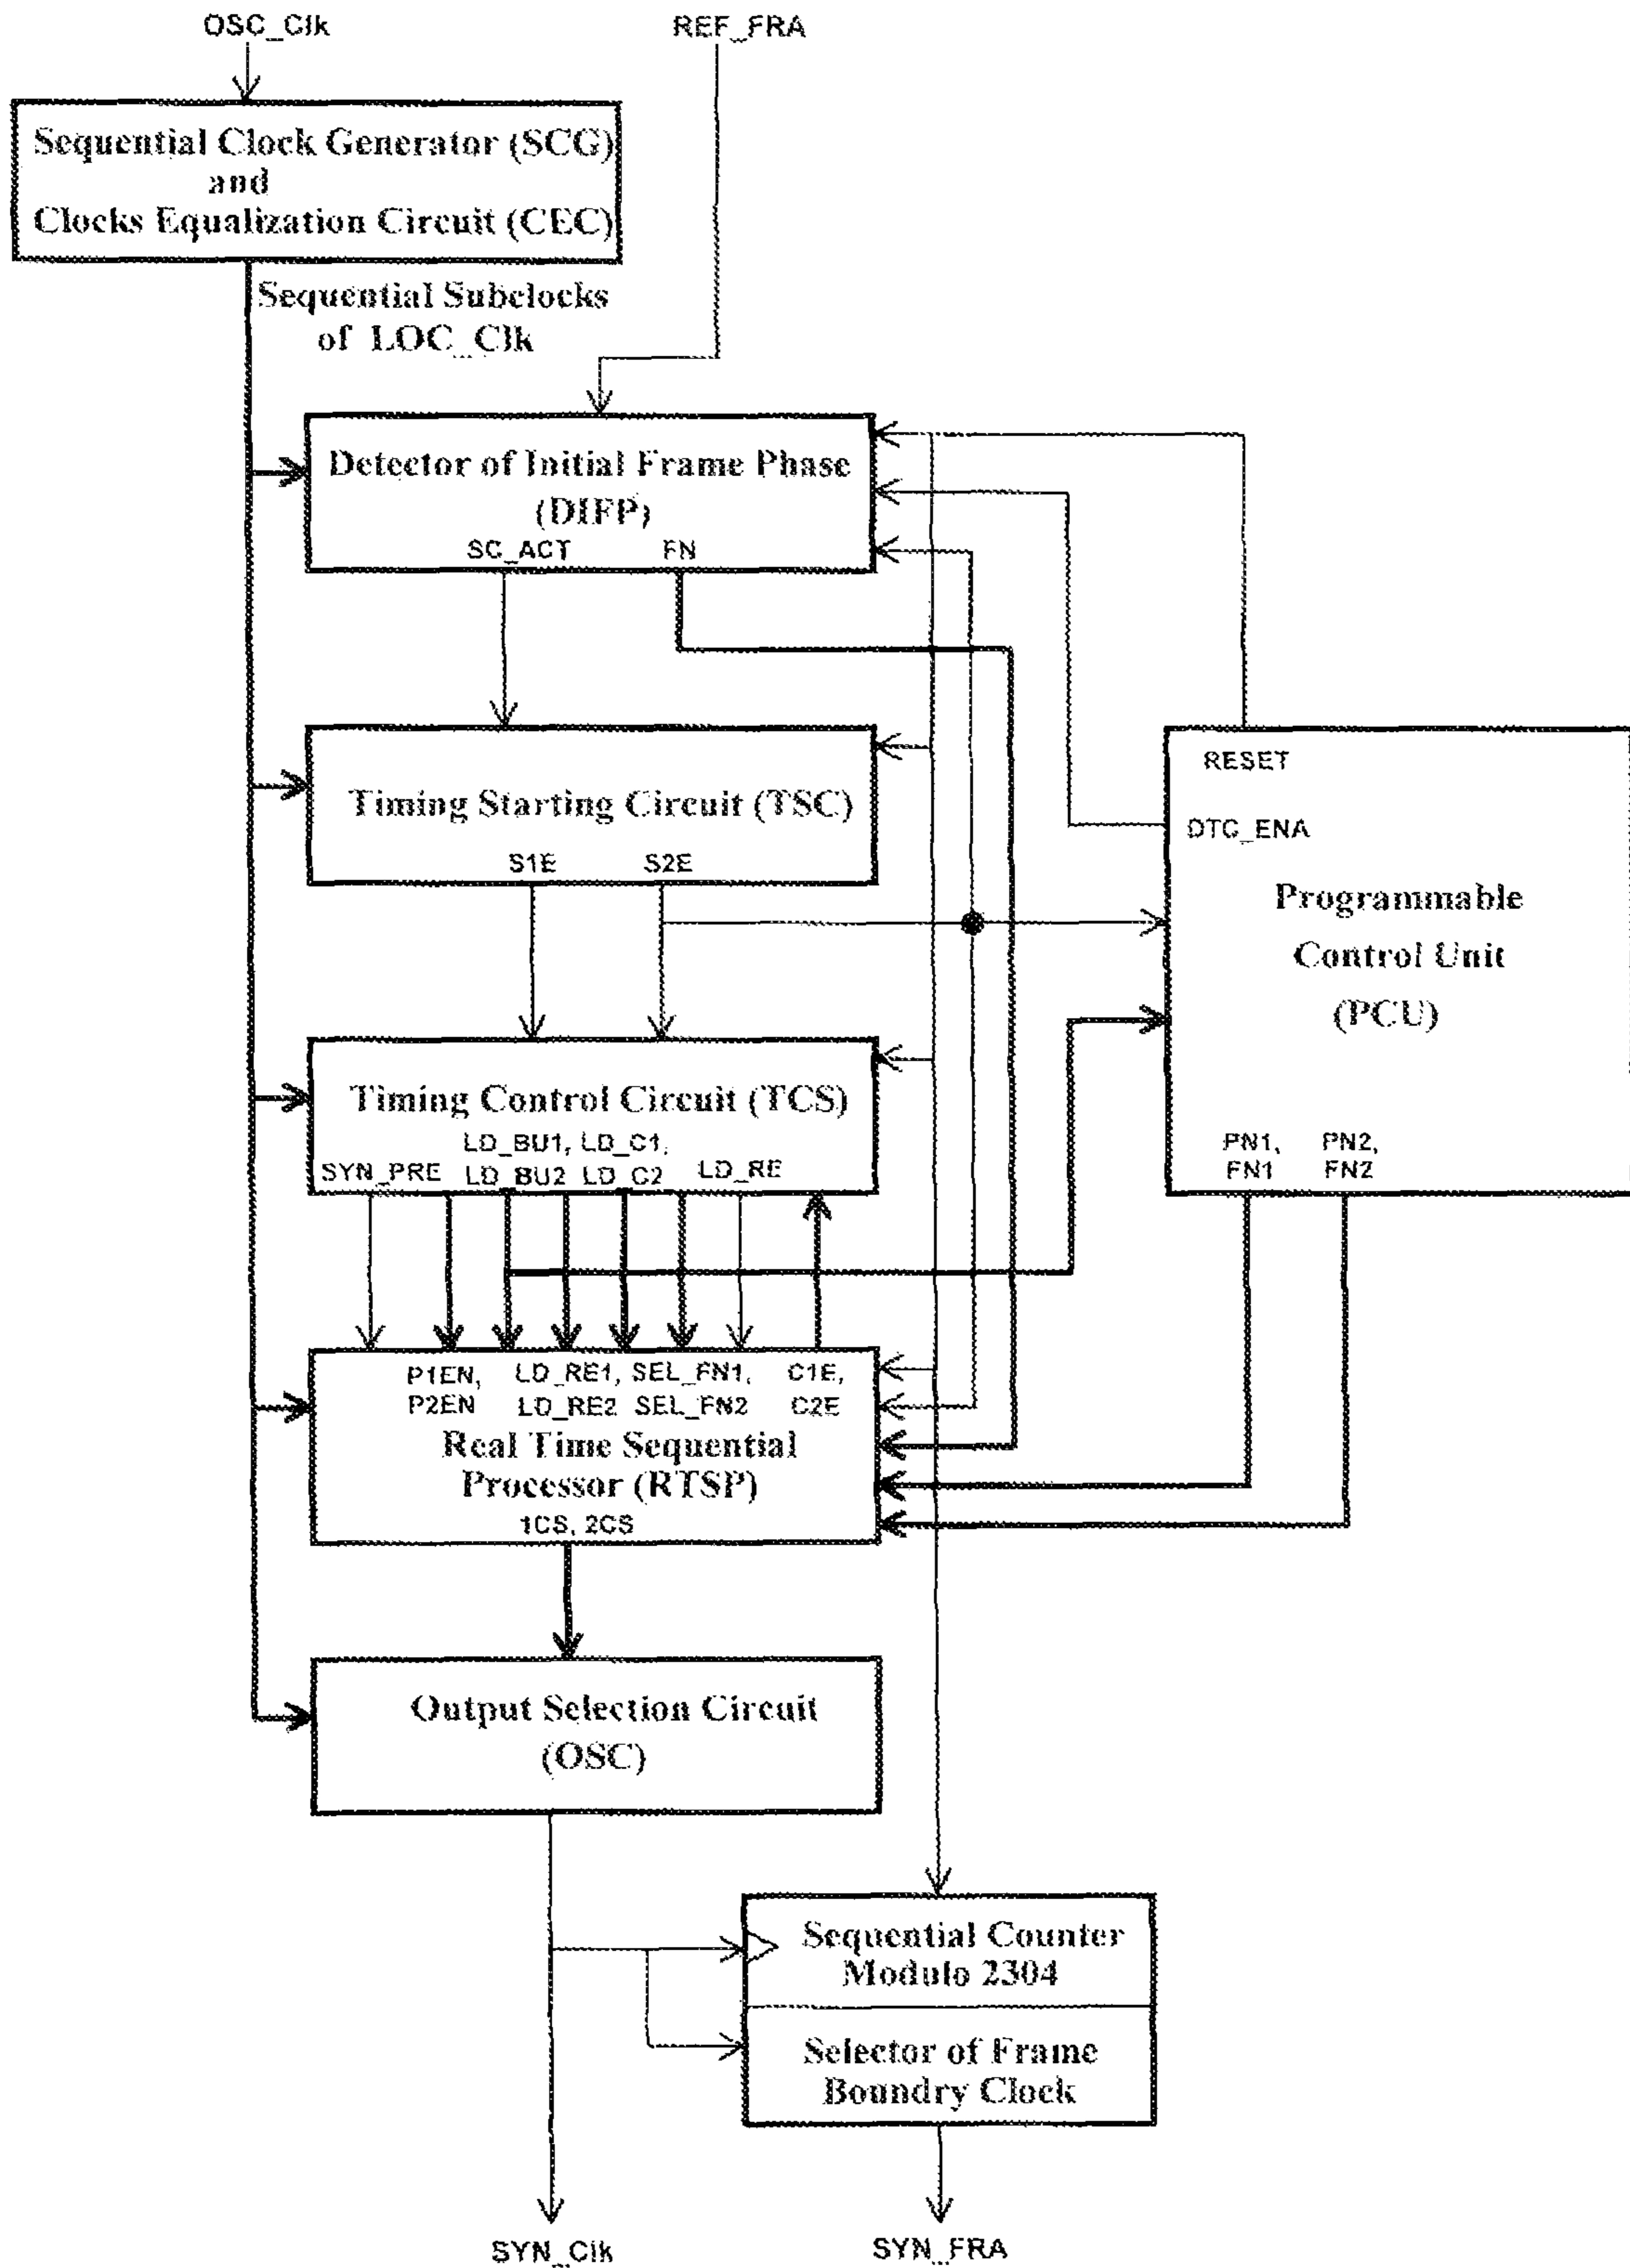 OSC_Clk
REF_FRA
Sequential Clock Generator (SCG)
and
Clocks Equalization Circuit (CEC)
Sequential Subclocks
of LOC_Clk
Detector of Initial Frame Phase
(DIFP)
SC_ACT FN
Timing Starting Circuit (TSC)
S1E S2E
RESET
DTC_ENA
Programmable
Control Unit
(PCU)
PN1, PN2,
FN1 FN2
Timing Control Circuit (TCS)
LD_BU1, LD_C1,
SYN_PRE LD_BU2 LD_C2 LD_RE
P1EN, LD_RE1, SEL_FN1, C1E,
P2EN LD_RE2 SEL_FN2 C2E
Real Time Sequential
Processor (RTSP)
1CS, 2CS
Output Selection Circuit
(OSC)
Sequential Counter
Modulo 2304
Selector of Frame
Boundry Clock
SYN_Clk
SYN_FRA